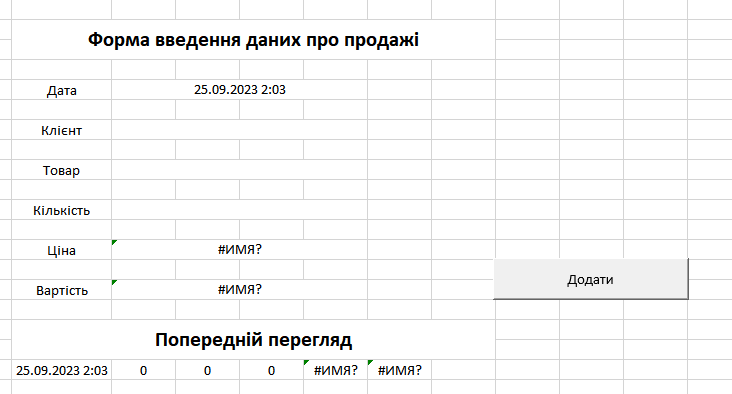 Форма введення даних про продажі
Дата 25.09.2023 2:03
Клієнт
Товар
Кількість
Ціна #ИМЯ?
Вартість #ИМЯ?
Додати
Попередній перегляд
25.09.2023 2:03 0 0 0 #ИМЯ? #ИМЯ?